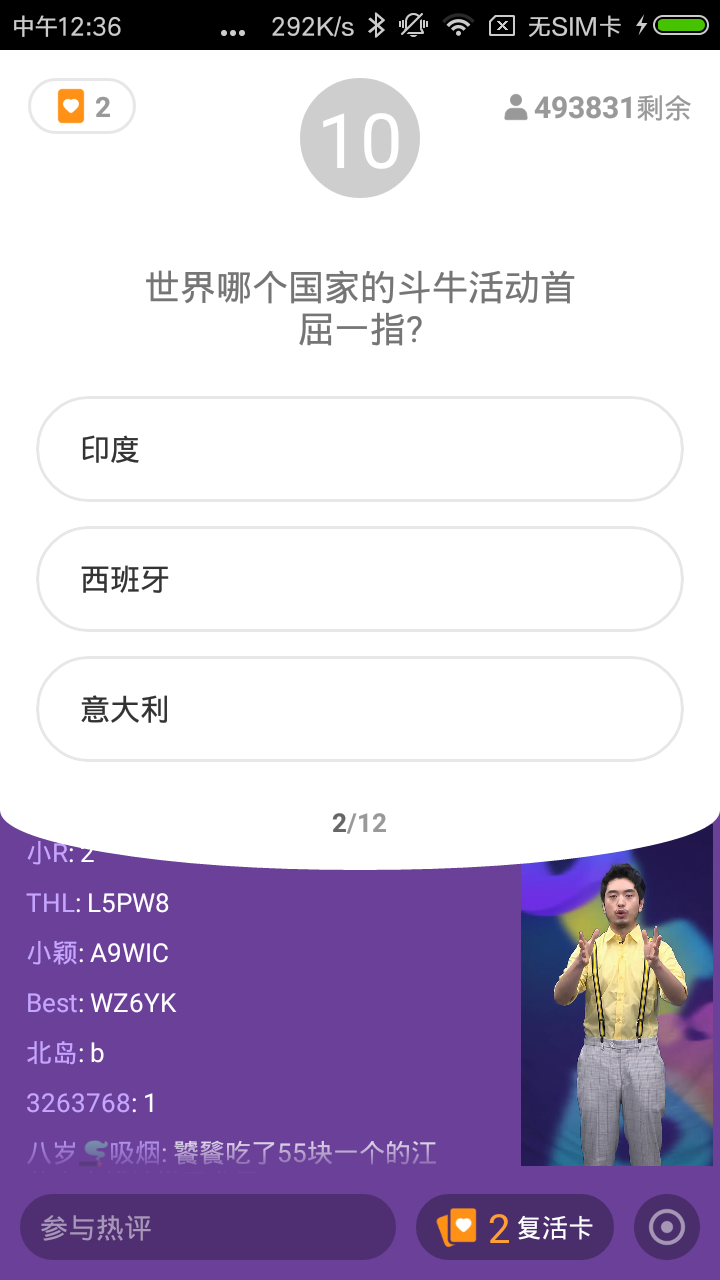 中午12:36 ... 292K/s 无SIM卡
2
10
493831剩余
世界哪个国家的斗牛活动首
屈一指?
印度
西班牙
意大利
2/12
小R: 2
THL: L5PW8
小颖: A9WIC
Best: WZ6YK
北岛: b
3263768: 1
八岁吸烟: 饕餮吃了55块一个的江
参与热评
2 复活卡